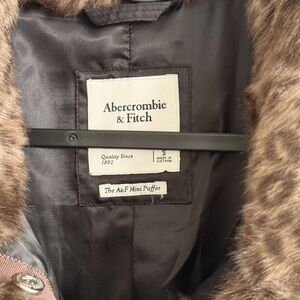 Abercrombie
& Fitch
Quality Since
1892
S
MADE IN
VIETNAM
The A&F Mini Puffer